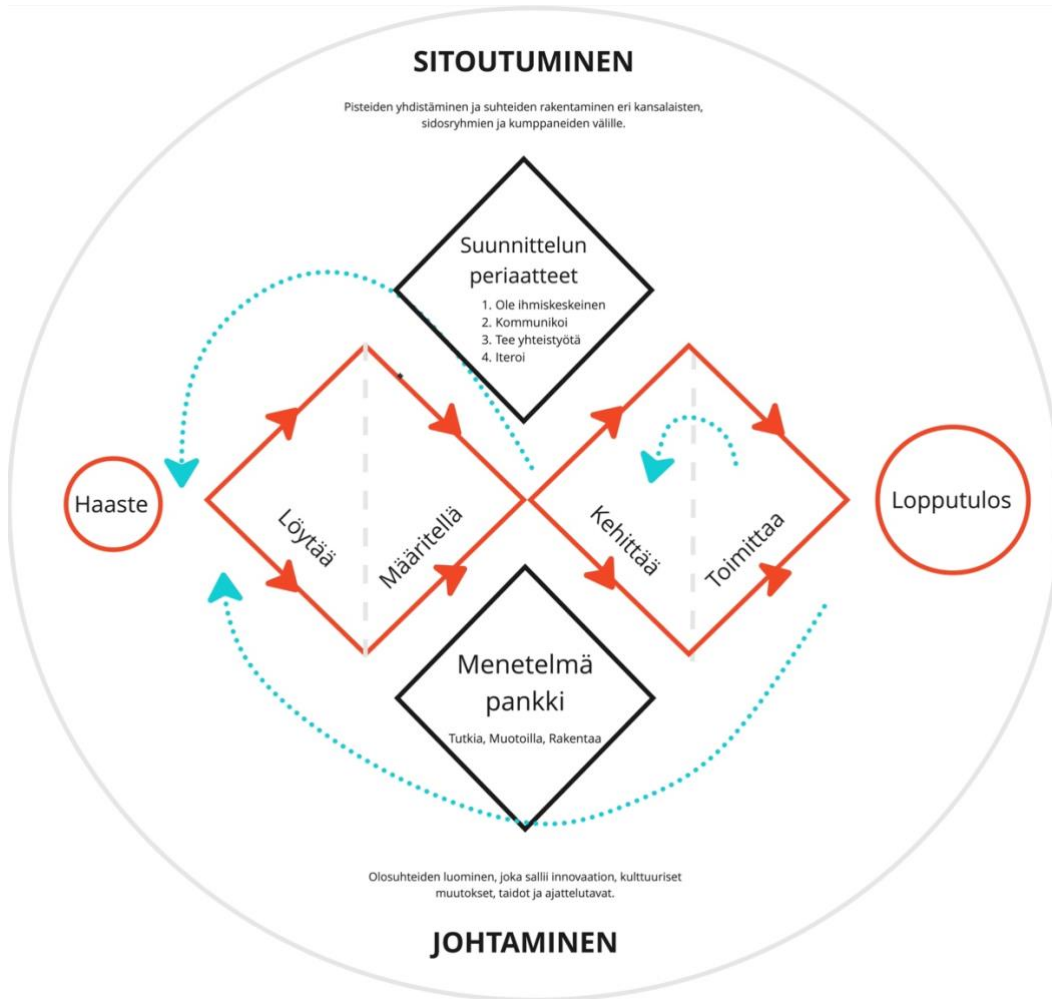 SITOUTUMINEN
Pisteiden yhdistäminen ja suhteiden rakentaminen eri kansalaisten,
sidosryhmien ja kumppaneiden välille.
Suunnittelun
periaatteet
1. Ole ihmiskeskeinen
2. Kommunikoi
3. Tee yhteistyötä
4. Iteroi
Haaste
Löytää
Määritellä
Kehittää
Toimittaa
Lopputulos
Menetelmä
pankki
Tutkia, Muotoilla, Rakentaa
Olosuhteiden luominen, joka sallii innovaation, kulttuuriset
muutokset, taidot ja ajattelutavat.
JOHTAMINEN